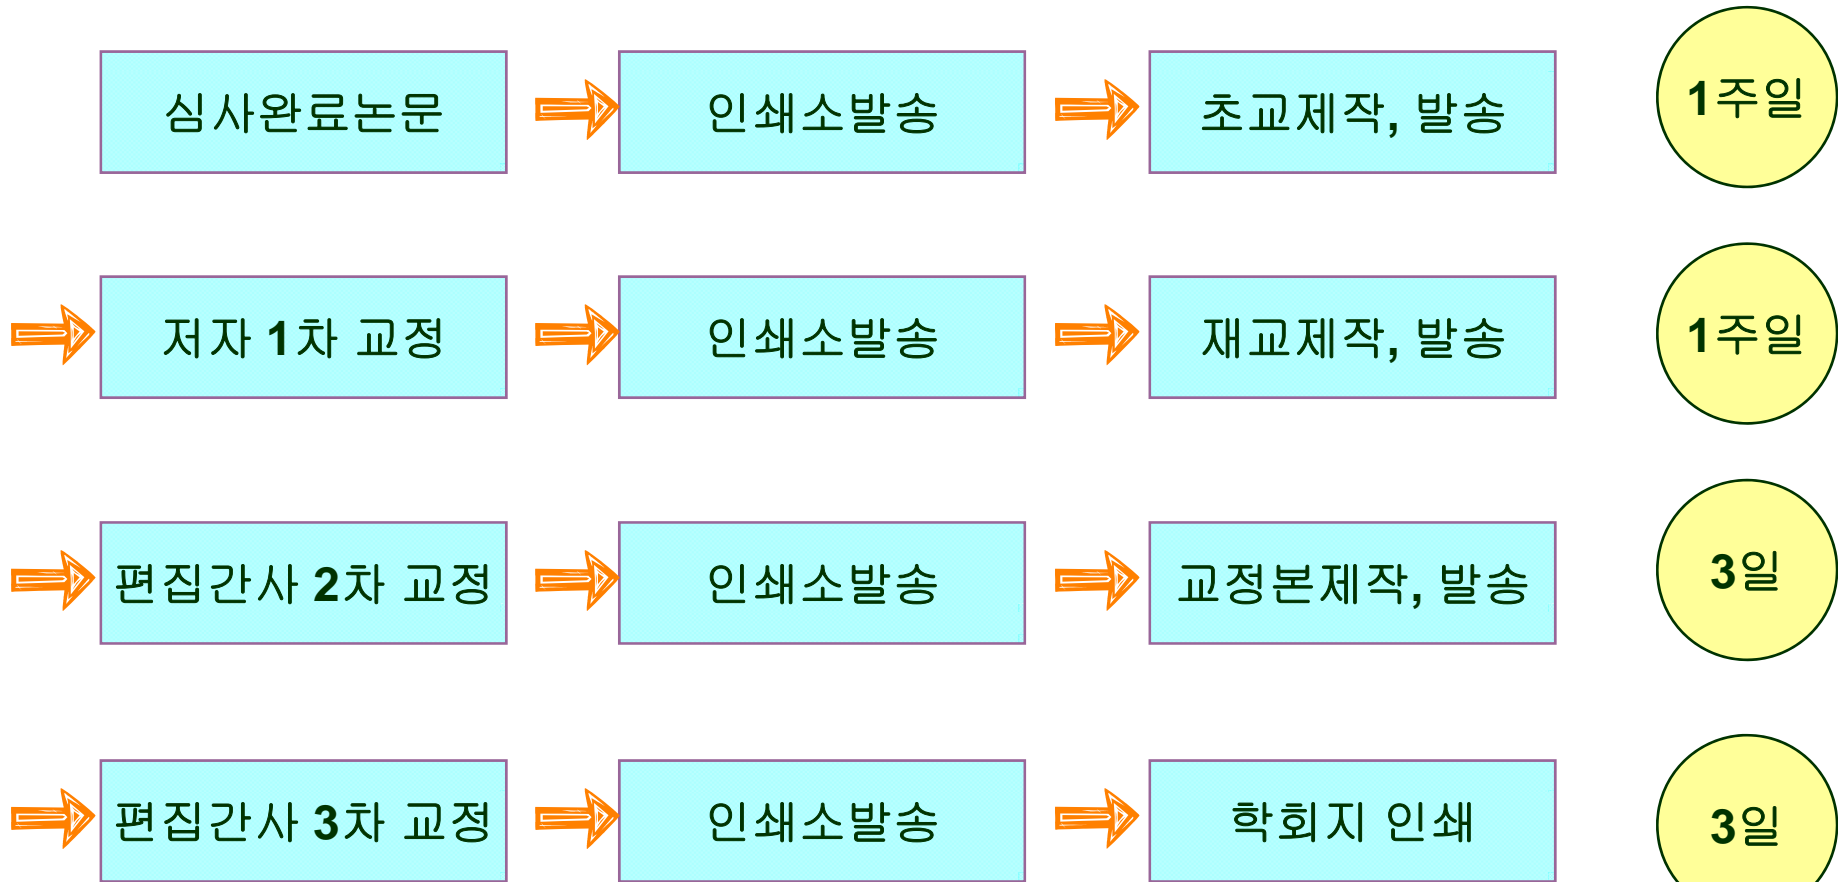 심사완료논문
인쇄소발송
초교제작, 발송
1주일
저자 1차 교정
인쇄소발송
재교제작, 발송
1주일
편집간사 2차 교정
인쇄소발송
교정본제작, 발송
3일
편집간사 3차 교정
인쇄소발송
학회지 인쇄
3일